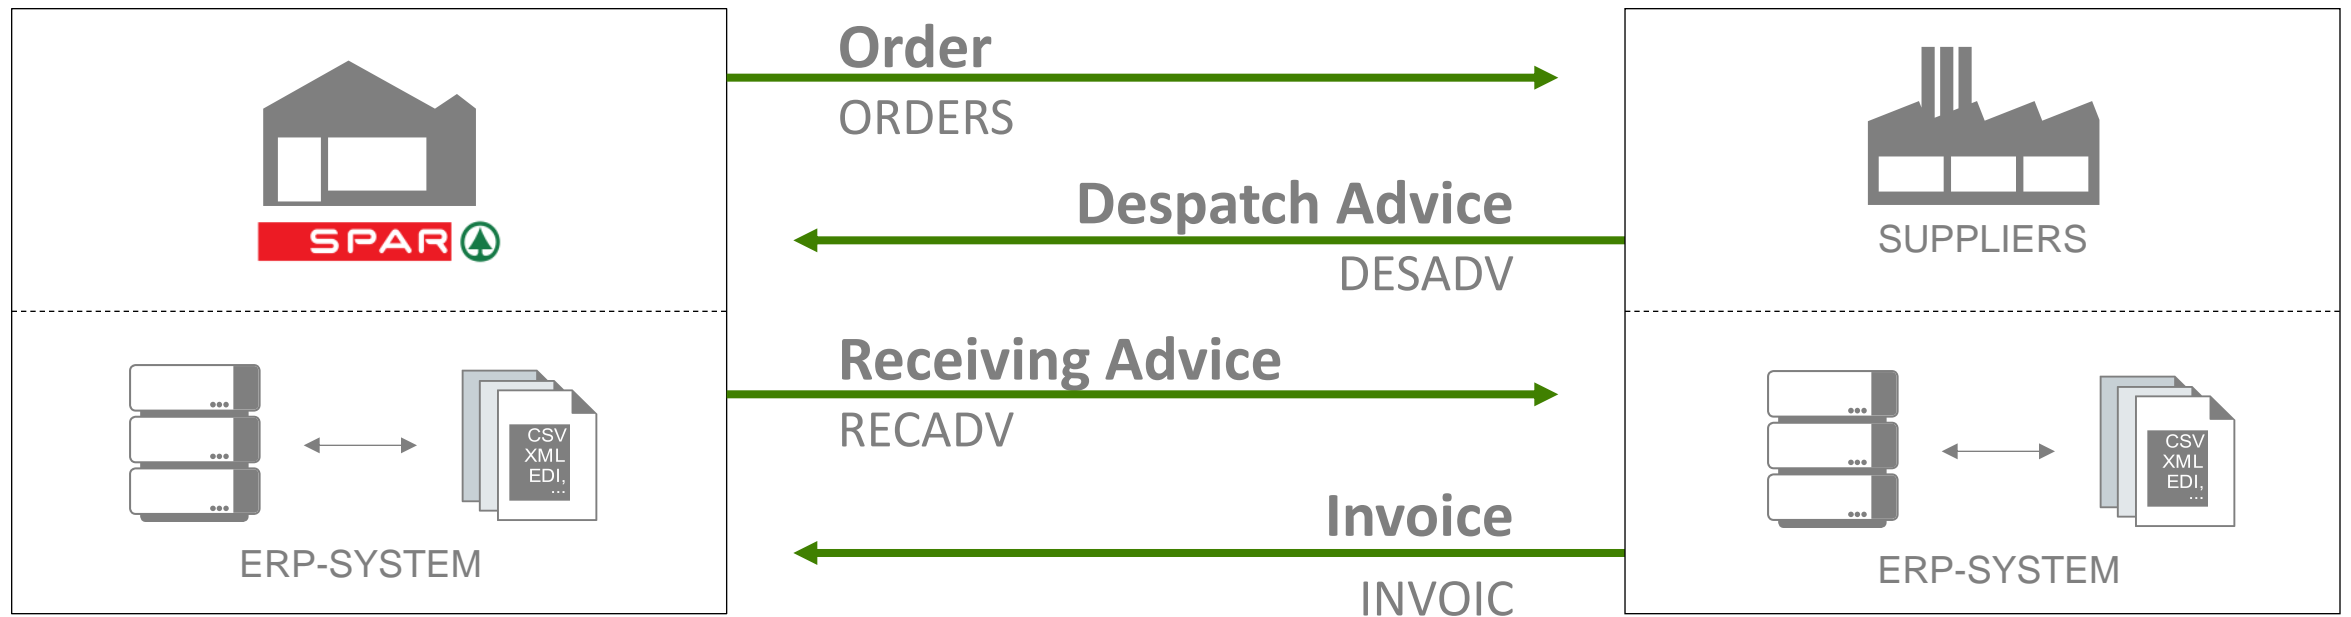 SPAR
ERP-SYSTEM
CSV
XML
EDI,
...
Order
ORDERS
Despatch Advice
DESADV
Receiving Advice
RECADV
Invoice
INVOIC
SUPPLIERS
CSV
XML
EDI,
...
ERP-SYSTEM